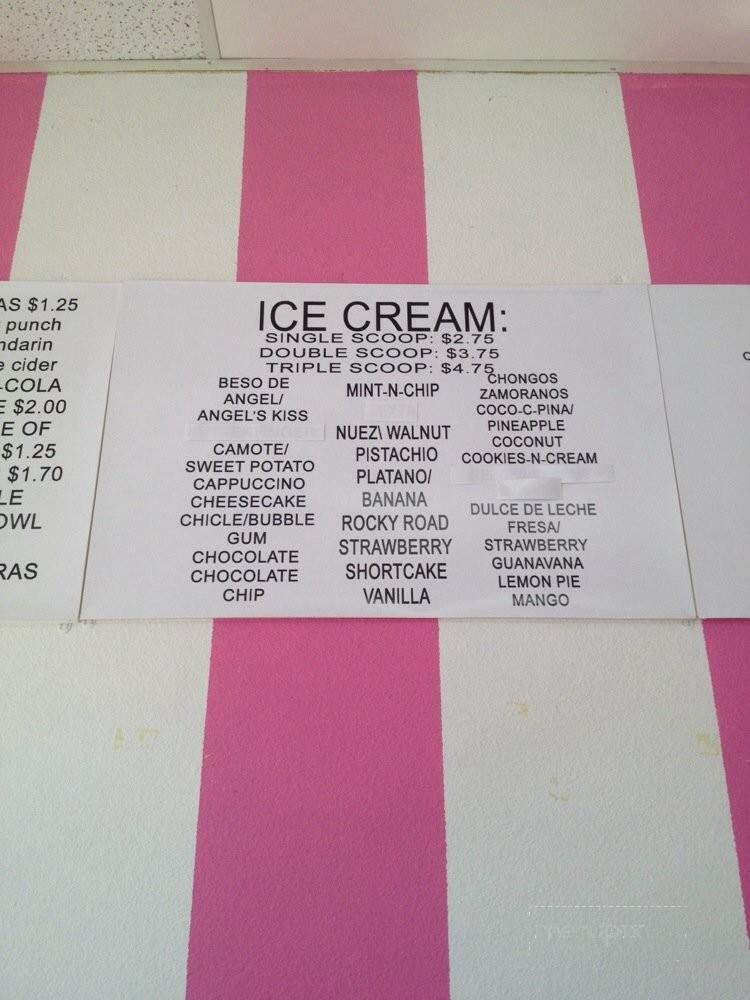 AS $1.25
punch
ndarin
e cider
-COLA
E $2.00
E OF
$1.25
$1.70
LE
OWL
RAS
ICE CREAM:
SINGLE SCOOP: $2.75
DOUBLE SCOOP: $3.75
TRIPLE SCOOP: $4.75
BESO DE
ANGEL/
ANGEL'S KISS
CAMOTE/
SWEET POTATO
CAPPUCCINO
CHEESECAKE
CHICLE/BUBBLE
GUM
CHOCOLATE
CHOCOLATE
CHIP
MINT-N-CHIP
NUEZ\ WALNUT
PISTACHIO
PLATANO/
BANANA
ROCKY ROAD
STRAWBERRY
SHORTCAKE
VANILLA
CHONGOS
ZAMORANOS
COCO-C-PINA/
PINEAPPLE
COCONUT
COOKIES-N-CREAM
DULCE DE LECHE
FRESA/
STRAWBERRY
GUANAVANA
LEMON PIE
MANGO
menupix